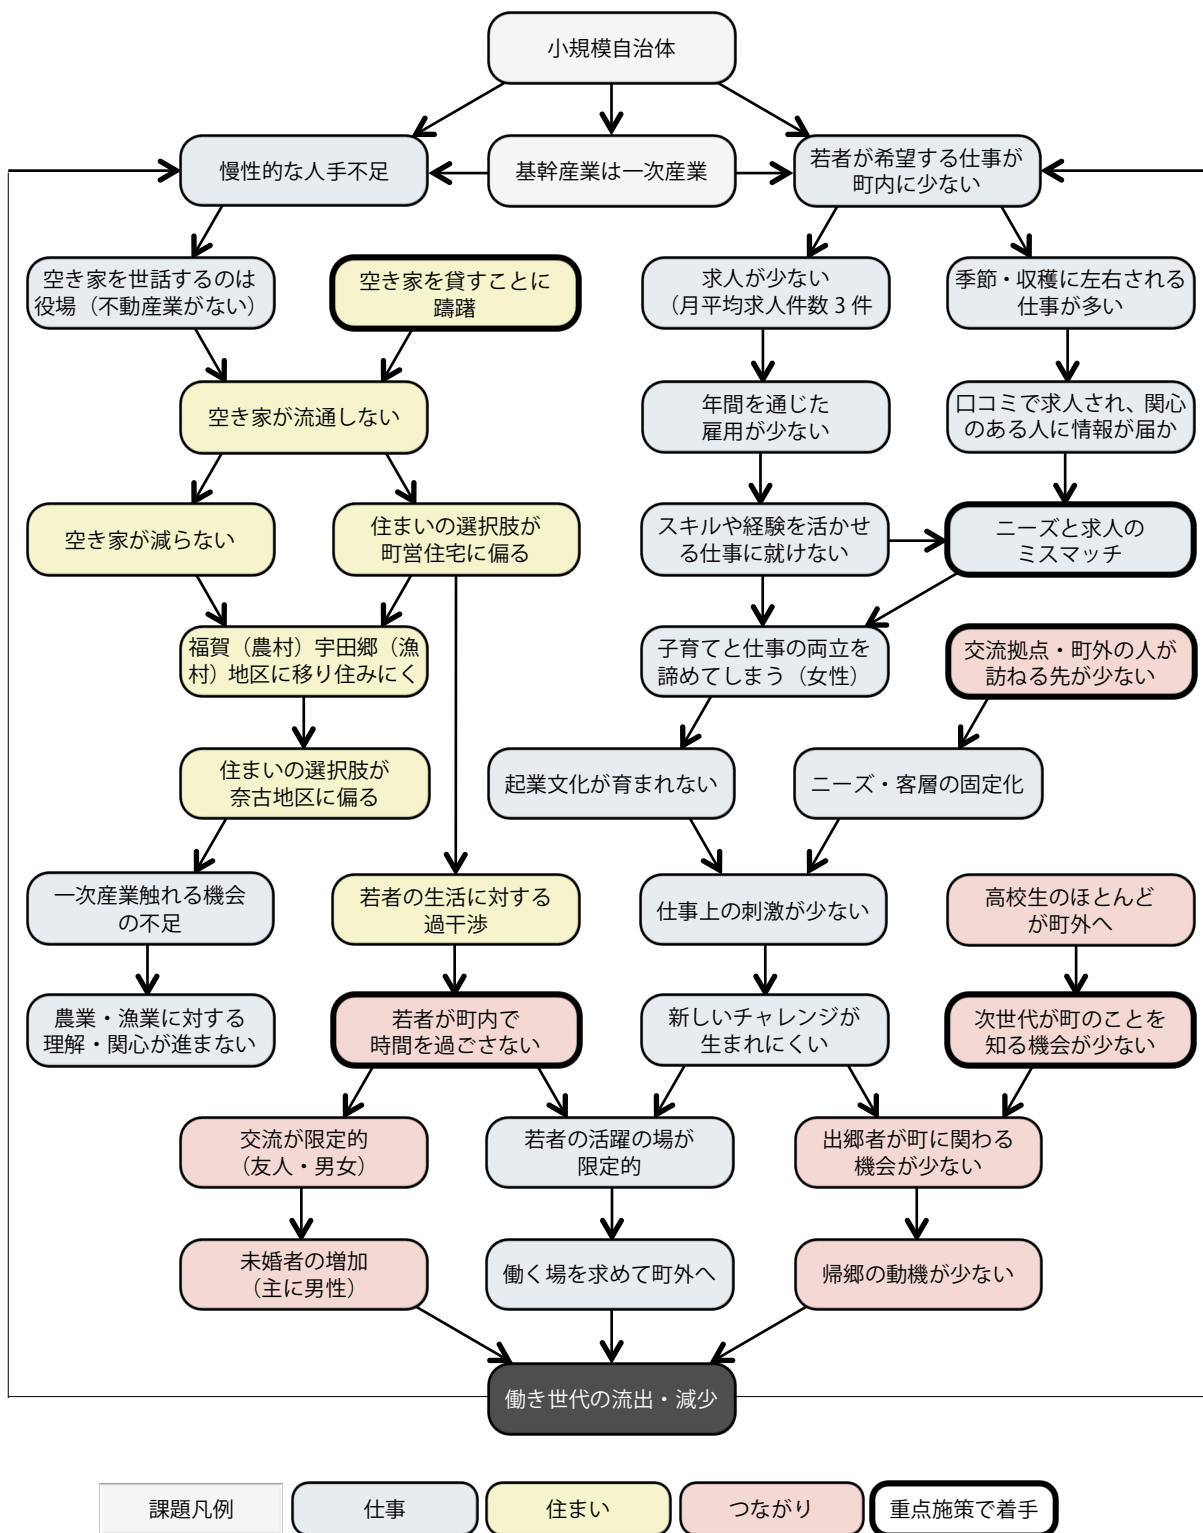 小規模自治体
慢性的な人手不足
基幹産業は一次産業
若者が希望する仕事が
町内に少ない
空き家を世話するのは
役場（不動産業がない）
空き家を貸すことに
躊躇
求人が少ない
（月平均求人件数 3 件
季節・収穫に左右される
仕事が多い
空き家が流通しない
年間を通じた
雇用が少ない
口コミで求人され、関心
のある人に情報が届か
空き家が減らない
住まいの選択肢が
町営住宅に偏る
スキルや経験を活かせ
る仕事に就けない
ニーズと求人の
ミスマッチ
福賀（農村）宇田郷（漁
村）地区に移り住みにく
子育てと仕事の両立を
諦めてしまう（女性）
交流拠点・町外の人が
訪ねる先が少ない
住まいの選択肢が
奈古地区に偏る
起業文化が育まれない
ニーズ・客層の固定化
一次産業触れる機会
の不足
若者の生活に対する
過干渉
仕事上の刺激が少ない
高校生のほとんど
が町外へ
農業・漁業に対する
理解・関心が進まない
若者が町内で
時間を過ごさない
新しいチャレンジが
生まれにくい
次世代が町のことを
知る機会が少ない
交流が限定的
（友人・男女）
若者の活躍の場が
限定的
出郷者が町に関わる
機会が少ない
未婚者の増加
（主に男性）
働く場を求めて町外へ
帰郷の動機が少ない
働き世代の流出・減少
課題凡例
仕事
住まい
つながり
重点施策で着手